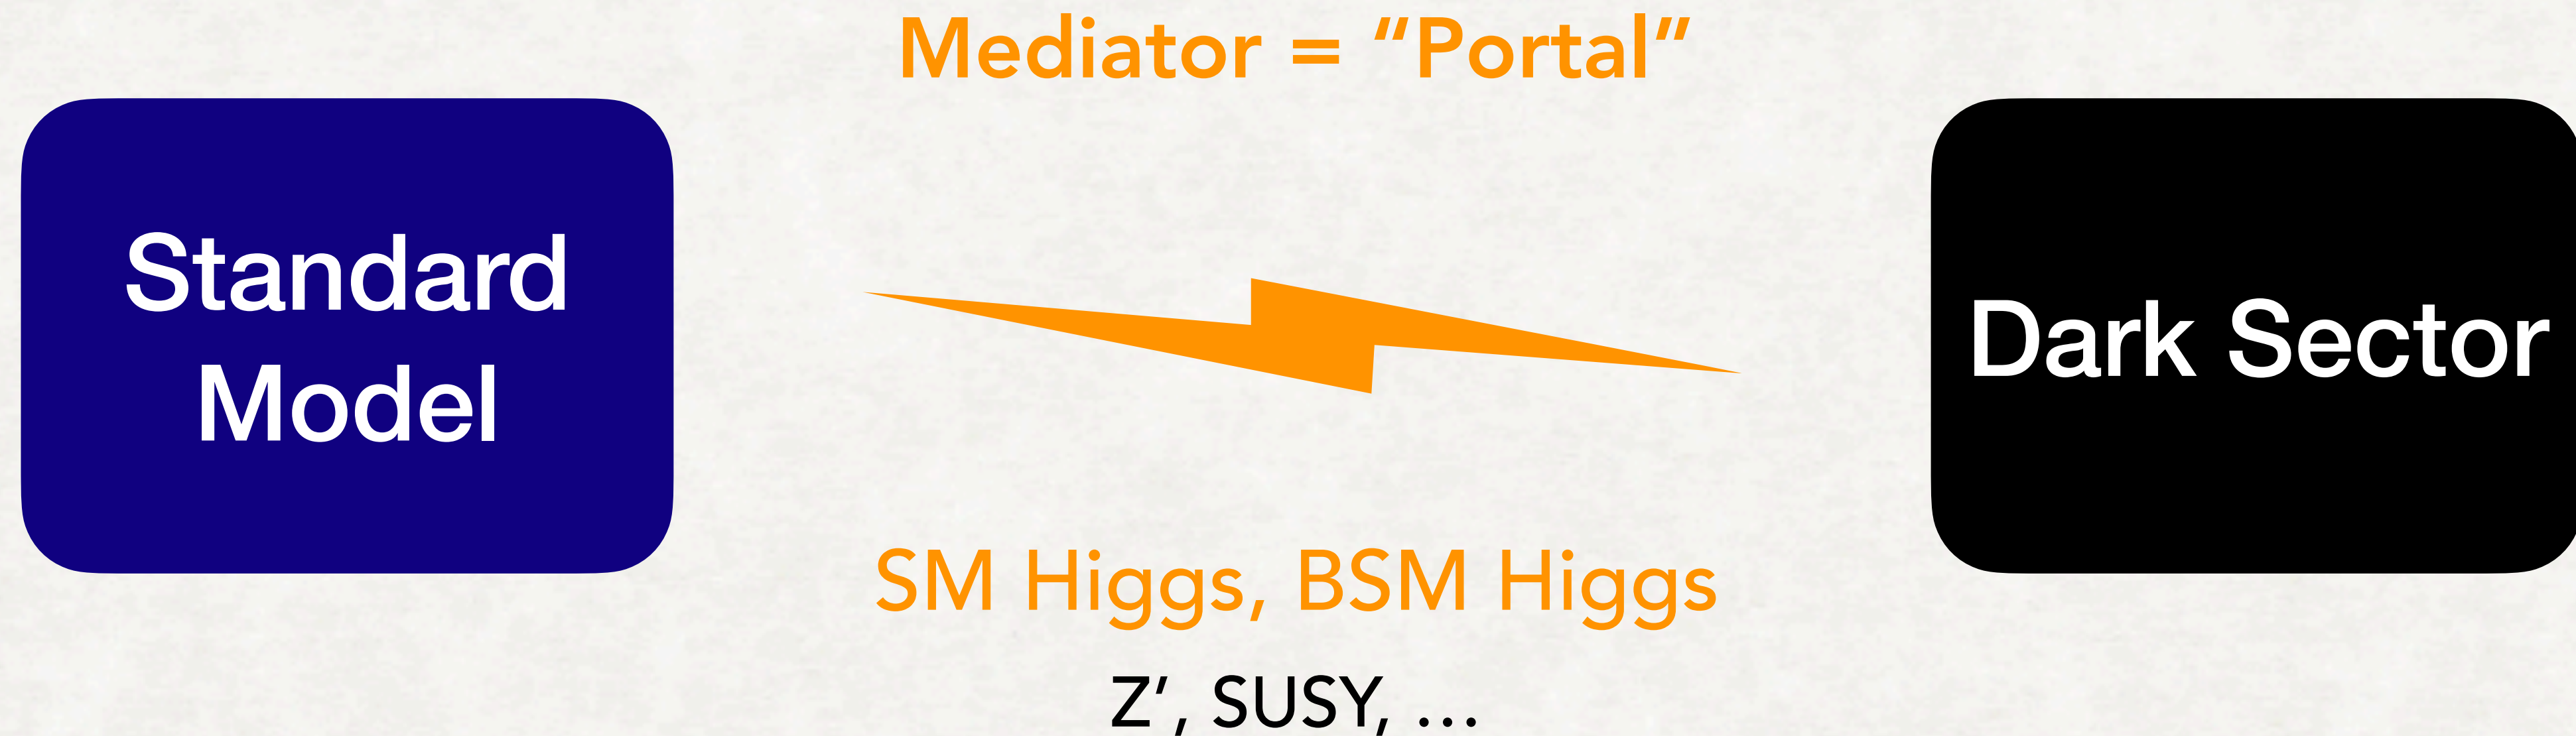 Mediator = “Portal”
Standard
Model
Dark Sector
SM Higgs, BSM Higgs
Z’, SUSY, …